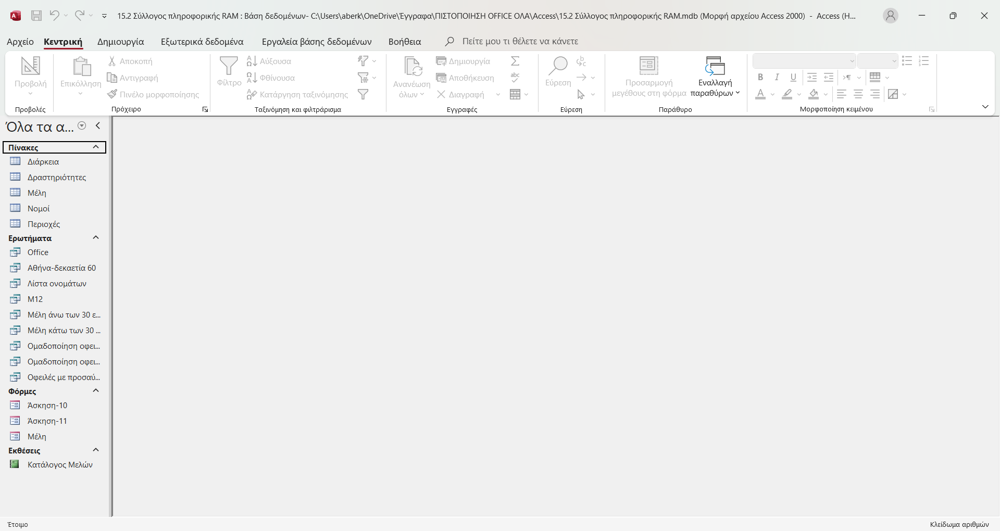 15.2 Σύλλογος πληροφορικής RAM : Βάση δεδομένων- C:\Users\aberk\OneDrive\Έγγραφα\ΠΙΣΤΟΠΟΙΗΣΗ OFFICE ΟΛΑ\Access\15.2 Σύλλογος πληροφορικής RAM.mdb (Μορφή αρχείου Access 2000) - Access (Η...
Αρχείο Κεντρική Δημιουργία Εξωτερικά δεδομένα Εργαλεία βάσης δεδομένων Βοήθεια Πείτε μου τι θέλετε να κάνετε
Προβολή
Προβολές
Επικόλληση
Αποκοπή
Αντιγραφή
Πινέλο μορφοποίησης
Πρόχειρο
Φίλτρο
Αύξουσα
Φθίνουσα
Κατάργηση ταξινόμησης
Ταξινόμηση και φιλτράρισμα
Ανανέωση
όλων
Δημιουργία
Αποθήκευση
Διαγραφή
Εγγραφές
Εύρεση
Εύρεση
Προσαρμογή
μεγέθους στη φόρμα
Εναλλαγή
παραθύρων
Παράθυρο
B I U
A
Μορφοποίηση κειμένου
Όλα τα α...
Πίνακες
Διάρκεια
Δραστηριότητες
Μέλη
Νομοί
Περιοχές
Ερωτήματα
Office
Αθήνα-δεκαετία 60
Λίστα ονομάτων
Μ12
Μέλη άνω των 30 ε...
Μέλη κάτω των 30 ...
Ομαδοποίηση οφει...
Ομαδοποίηση οφει...
Οφειλές με προσαύ...
Φόρμες
Άσκηση-10
Άσκηση-11
Μέλη
Εκθέσεις
Κατάλογος Μελών
Έτοιμο
Κλείδωμα αριθμών